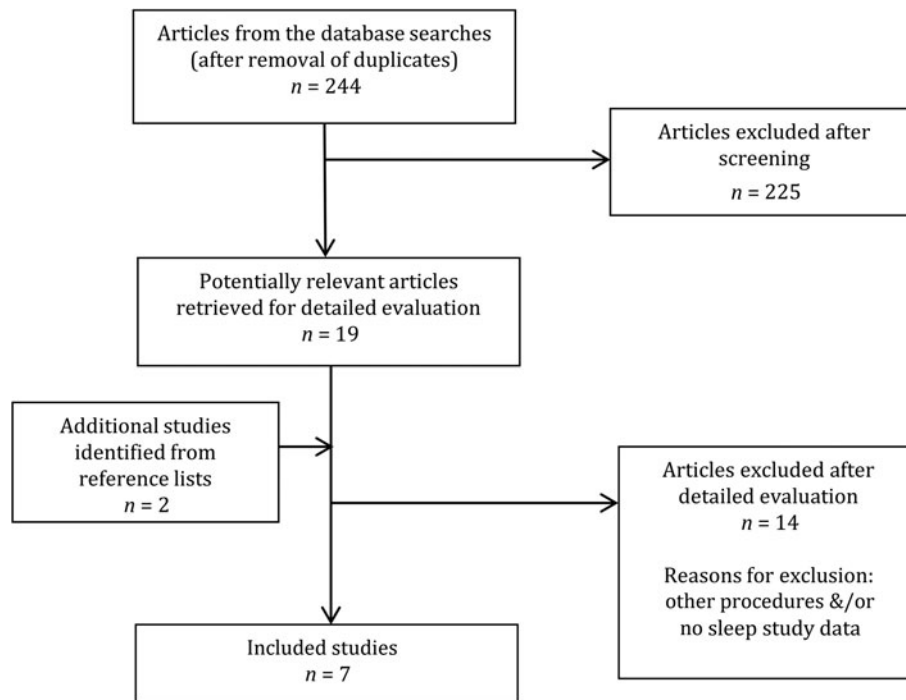 Articles from the database searches
(after removal of duplicates)
n = 244
Articles excluded after
screening
n = 225
Potentially relevant articles
retrieved for detailed evaluation
n = 19
Additional studies
identified from
reference lists
n = 2
Articles excluded after
detailed evaluation
n = 14
Reasons for exclusion:
other procedures &/or
no sleep study data
Included studies
n = 7